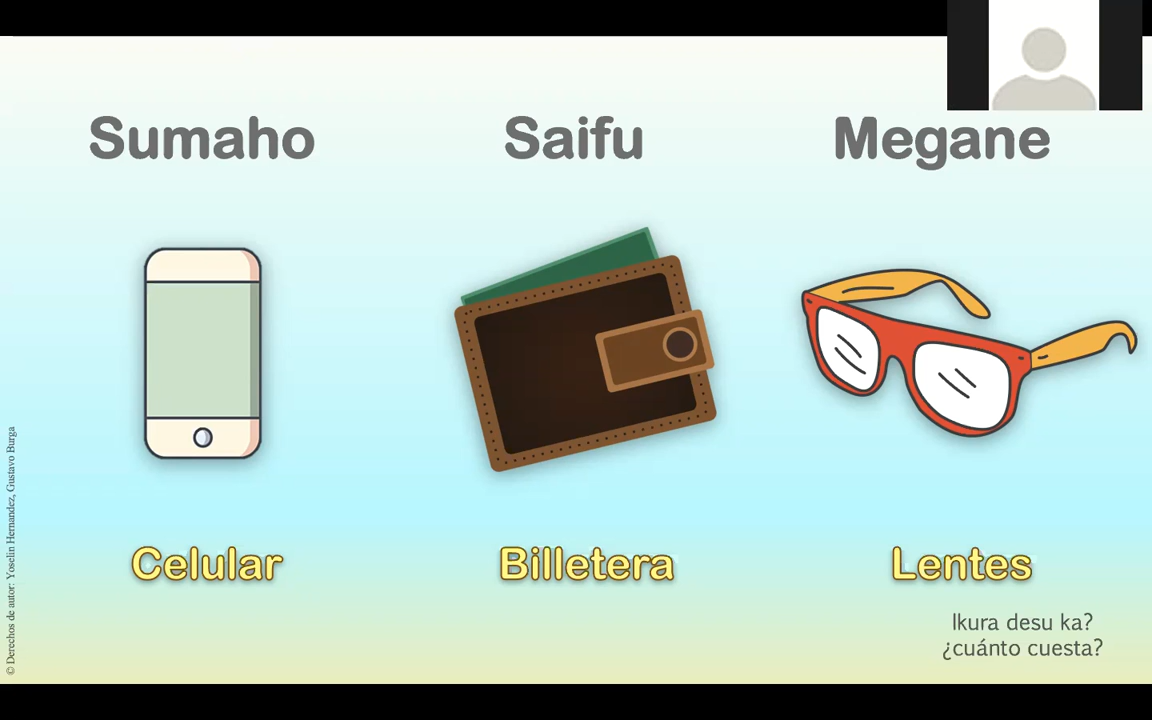 Sumaho
Saifu
Megane
Celular
Billetera
Lentes
Ikura desu ka?
¿cuánto cuesta?
© Derechos de autor: Yoselin Hernandez, Gustavo Burga